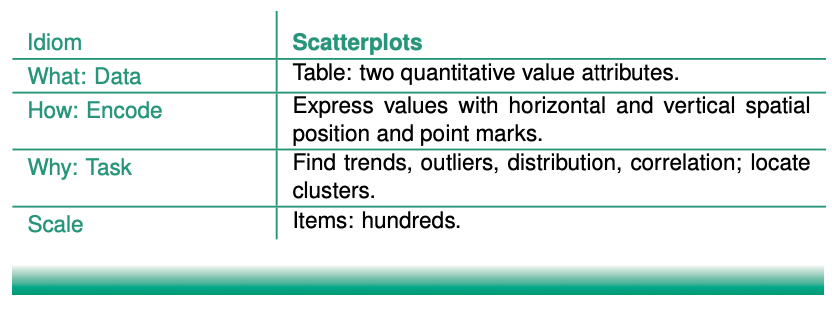 Idiom Scatterplots
What: Data Table: two quantitative value attributes.
How: Encode Express values with horizontal and vertical spatial
position and point marks.
Why: Task Find trends, outliers, distribution, correlation; locate
clusters.
Scale Items: hundreds.